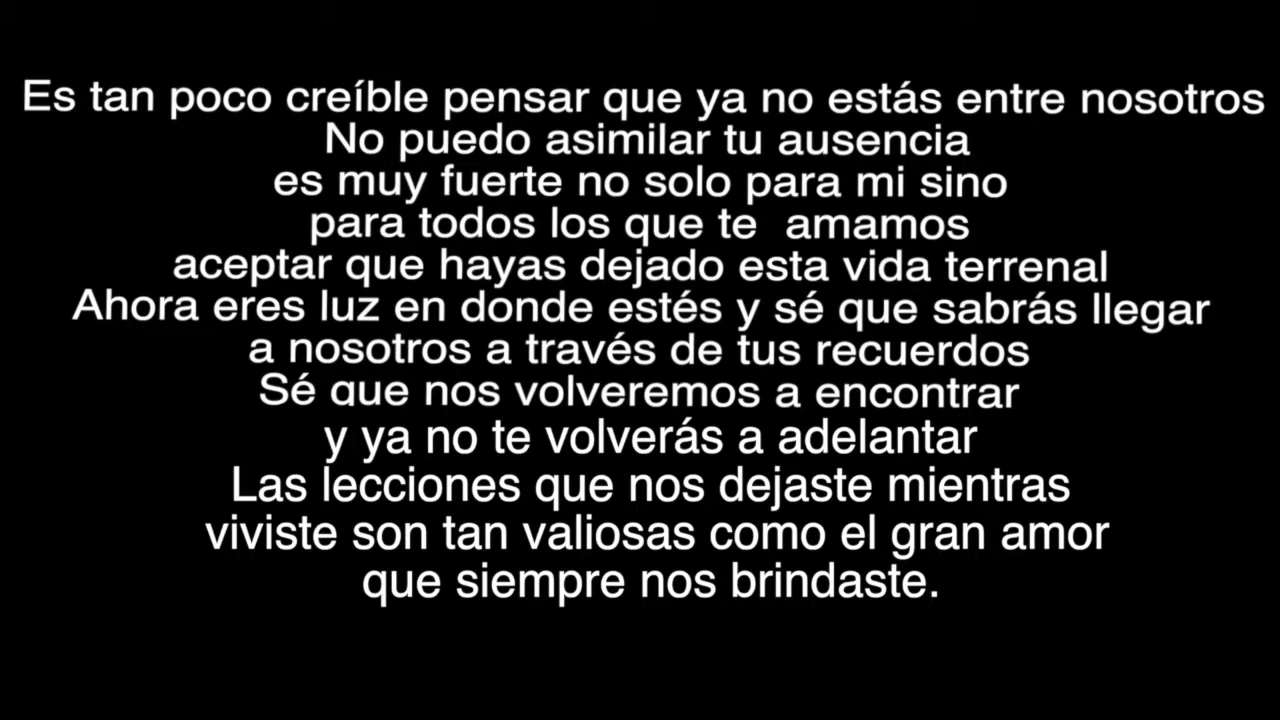 Es tan poco creíble pensar que ya no estás entre nosotros
No puedo asimilar tu ausencia
es muy fuerte no solo para mi sino
para todos los que te  amamos
aceptar que hayas dejado esta vida terrenal
Ahora eres luz en donde estés y sé que sabrás llegar
a nosotros a través de tus recuerdos
Sé que nos volveremos a encontrar
y ya no te volverás a adelantar
Las lecciones que nos dejaste mientras
viviste son tan valiosas como el gran amor
que siempre nos brindaste.